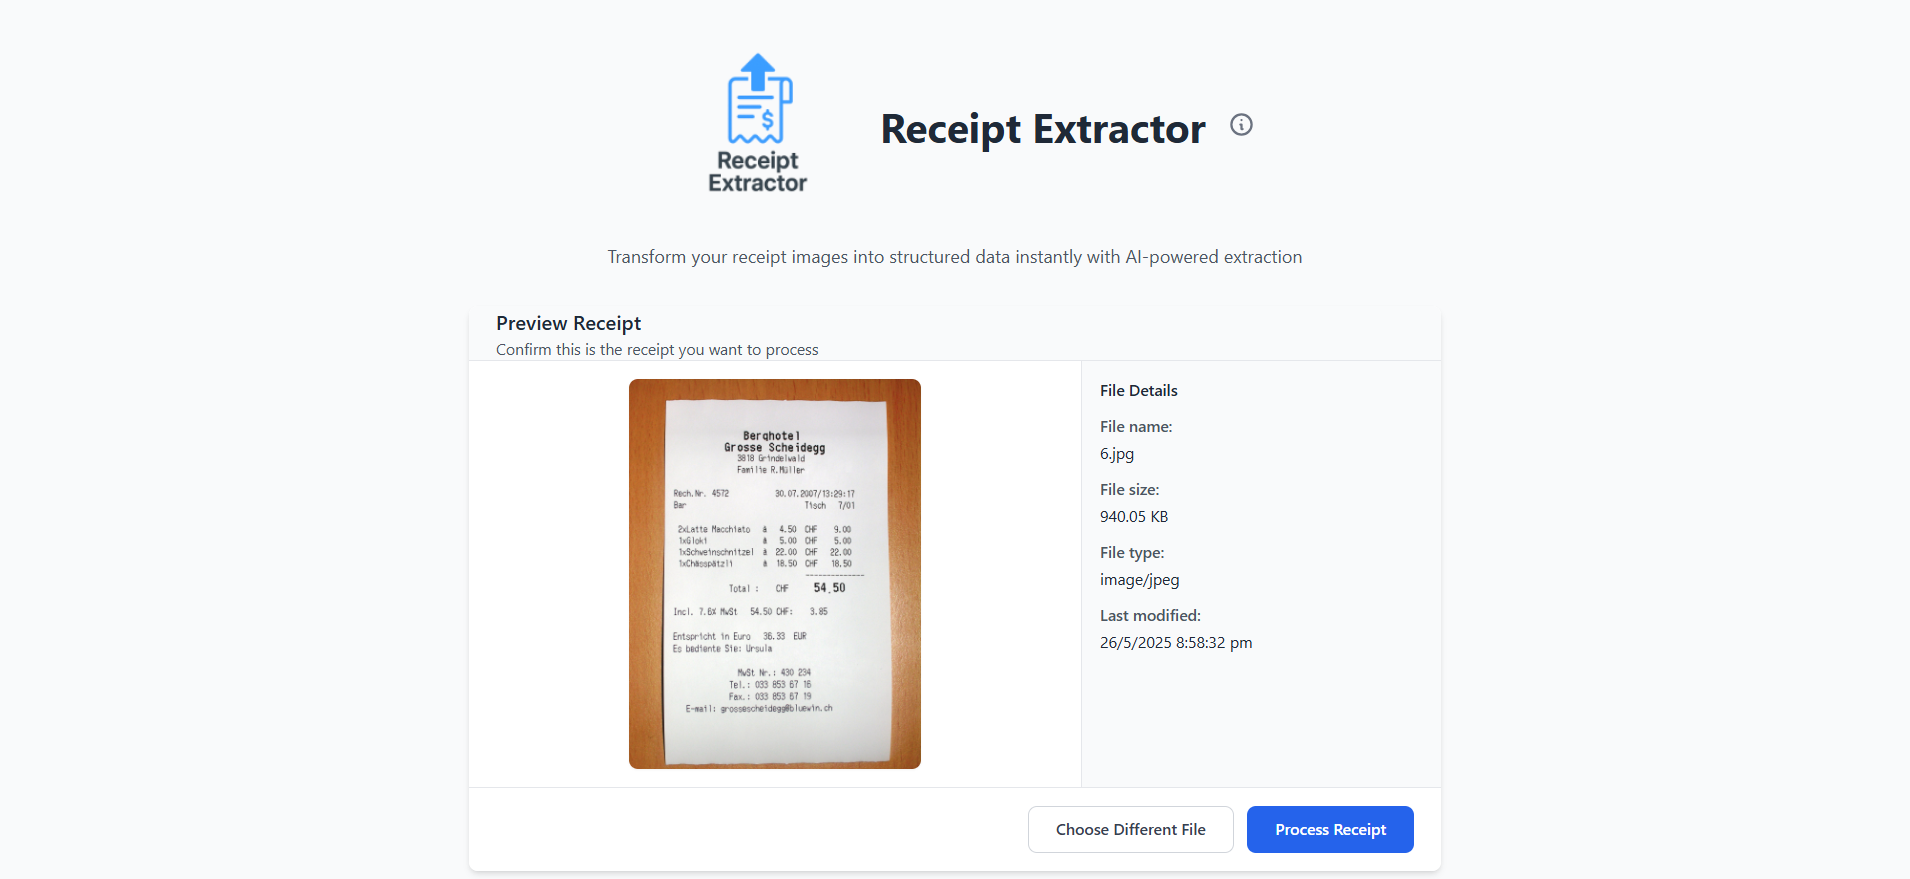 Receipt
Extractor
Receipt Extractor
Transform your receipt images into structured data instantly with AI-powered extraction
Preview Receipt
Confirm this is the receipt you want to process
Berghotel
Grosse Scheidegg
3818 Grindelwald
Familie R.Müller
Rech.Nr. 4572 30.07.2007/13:29:17
Bar Tisch 7/01
2xLatte Macchiato à 4.50 CHF 9.00
1xGloki à 5.00 CHF 5.00
1xSchweinschnitzel à 22.00 CHF 22.00
1xChässpätzli à 18.50 CHF 18.50
Total : CHF 54.50
Incl. 7.6% MwSt 54.50 CHF: 3.85
Entspricht in Euro 36.33 EUR
Es bediente Sie: Ursula
MwSt Nr.: 430 234
Tel.: 033 853 67 16
Fax.: 033 853 67 19
E-mail: grossescheidegg@bluewin.ch
File Details
File name:
6.jpg
File size:
940.05 KB
File type:
image/jpeg
Last modified:
26/5/2025 8:58:32 pm
Choose Different File
Process Receipt